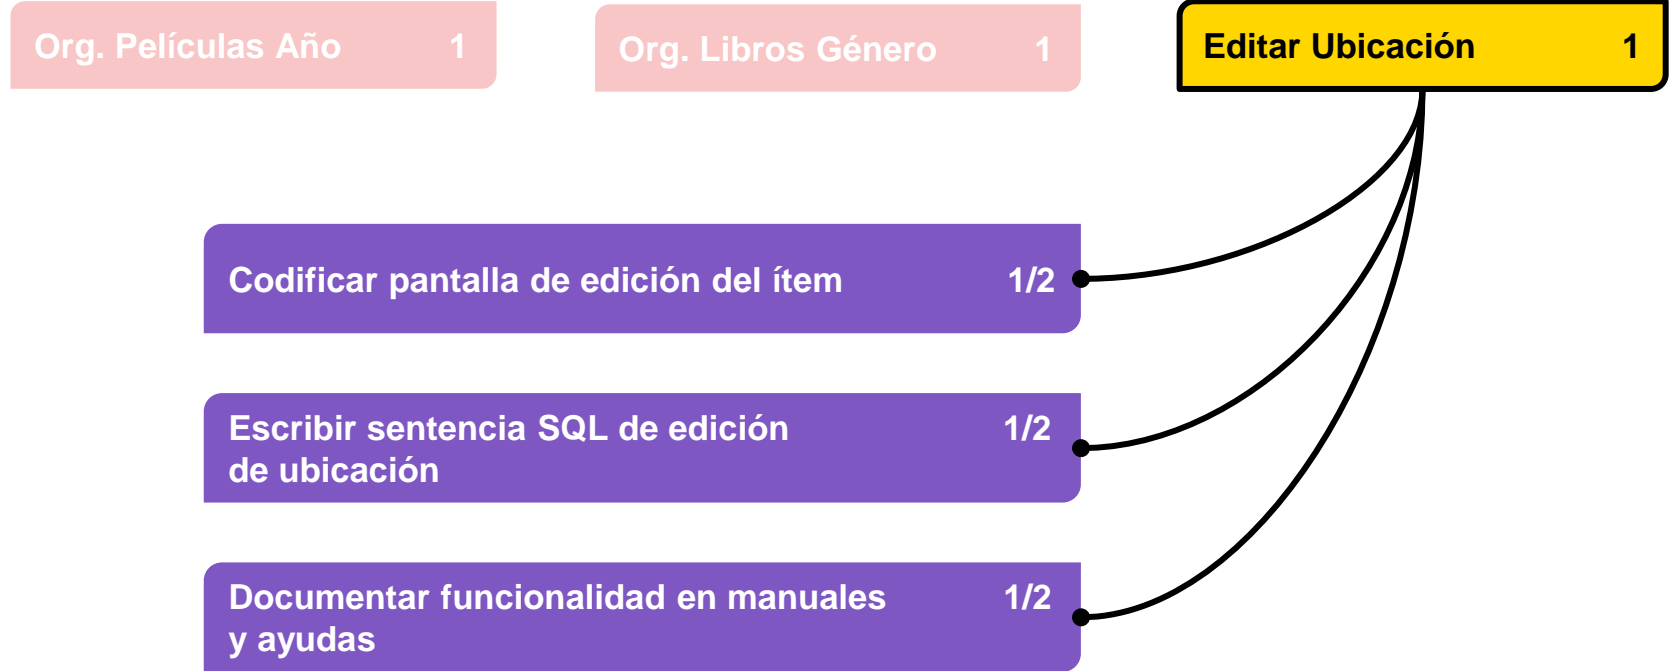 Org. Películas Año 1
Org. Libros Género 1
Editar Ubicación 1
Codificar pantalla de edición del ítem 1/2
Escribir sentencia SQL de edición 1/2
de ubicación
Documentar funcionalidad en manuales 1/2
y ayudas